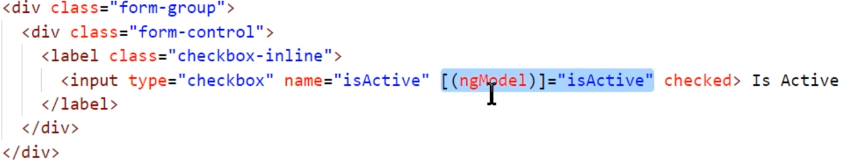 <div class="form-group">
<div class="form-control">
<label class="checkbox-inline">
<input type="checkbox" name="isActive" [(ngModel)]="isActive" checked> Is Active
</label>
</div>
</div>